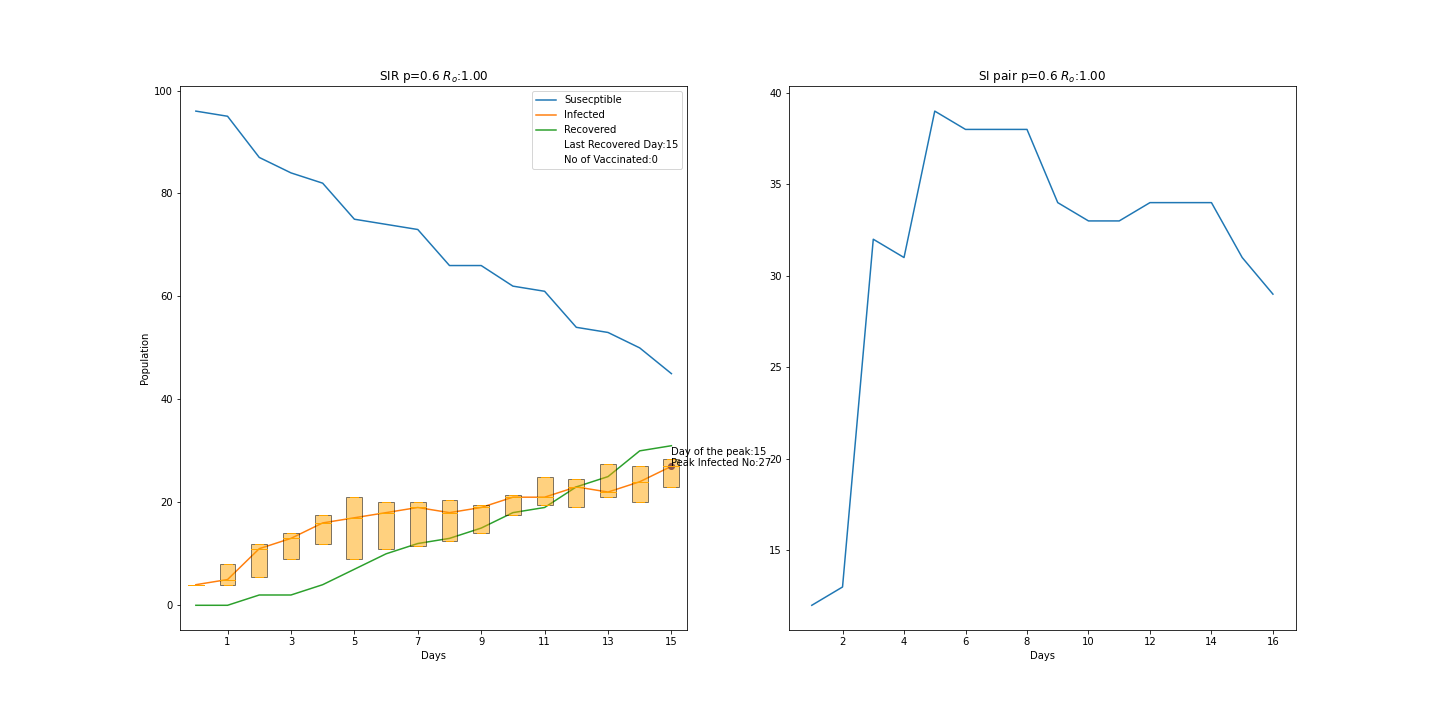 SIR p=0.6 Rₒ:1.00
100
80
60
40
20
0
Population
Susecptible
Infected
Recovered
Last Recovered Day:15
No of Vaccinated:0
Day of the peak:15
Peak Infected No:27
1 3 5 7 9 11 13 15
Days
SI pair p=0.6 Rₒ:1.00
40
35
30
25
20
15
2 4 6 8 10 12 14 16
Days